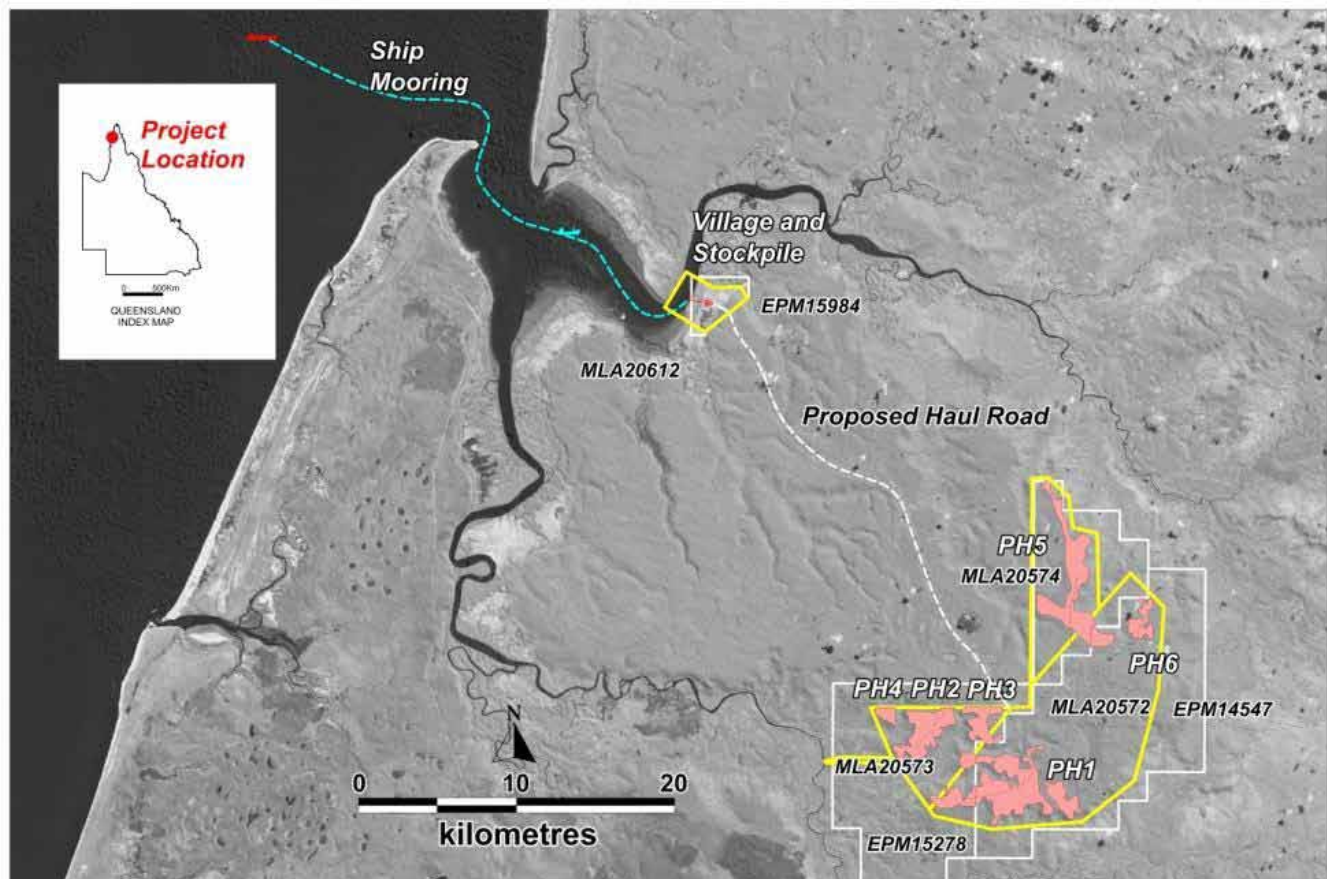 Ship
Mooring
Project
Location
0 500Km
QUEENSLAND
INDEX MAP
Village and
Stockpile
EPM15984
MLA20612
Proposed Haul Road
PH5
MLA20574
PH6
PH4 PH2 PH3
MLA20572
EPM14547
MLA20573
PH1
EPM15278
N
0 10 20
kilometres